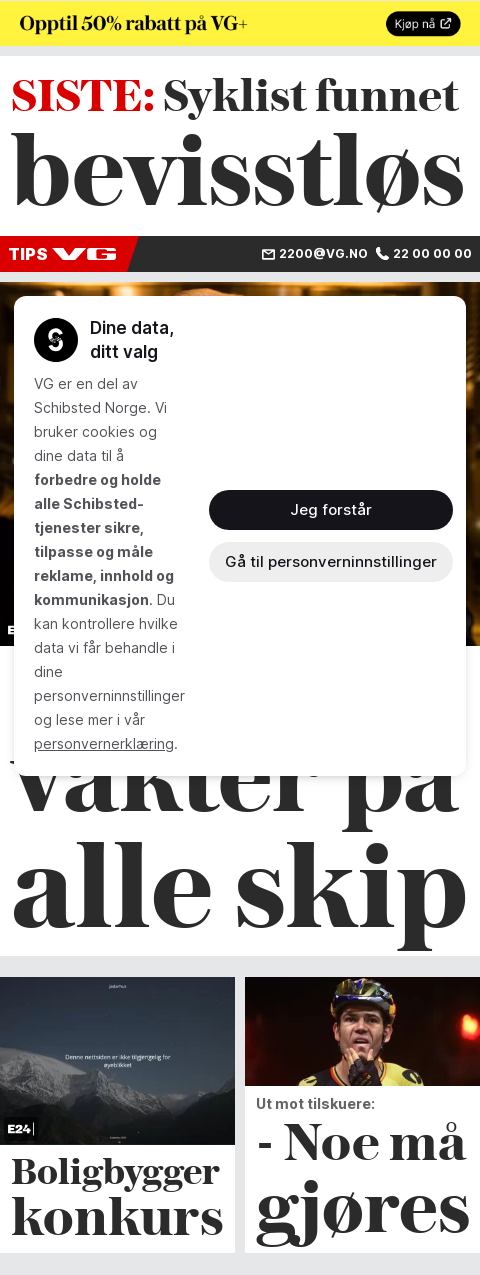 Opptil 50% rabatt på VG+
Kjøp nå
SISTE: Syklist funnet
bevisstløs
TIPS VG
2200@VG.NO 22 00 00 00
Dine data,
ditt valg
VG er en del av
Schibsted Norge. Vi
bruker cookies og
dine data til å
forbedre og holde
alle Schibsted-
tjenester sikre,
tilpasse og måle
reklame, innhold og
kommunikasjon. Du
kan kontrollere hvilke
data vi får behandle i
dine
personverninnstillinger
og lese mer i vår
personvernerklæring.
Jeg forstår
Gå til personverninnstillinger
Vakter på
alle skip
Denne nettsiden er ikke tilgjengelig for
øyeblikket
E24
Boligbygger
konkurs
Ut mot tilskuere:
- Noe må
gjøres